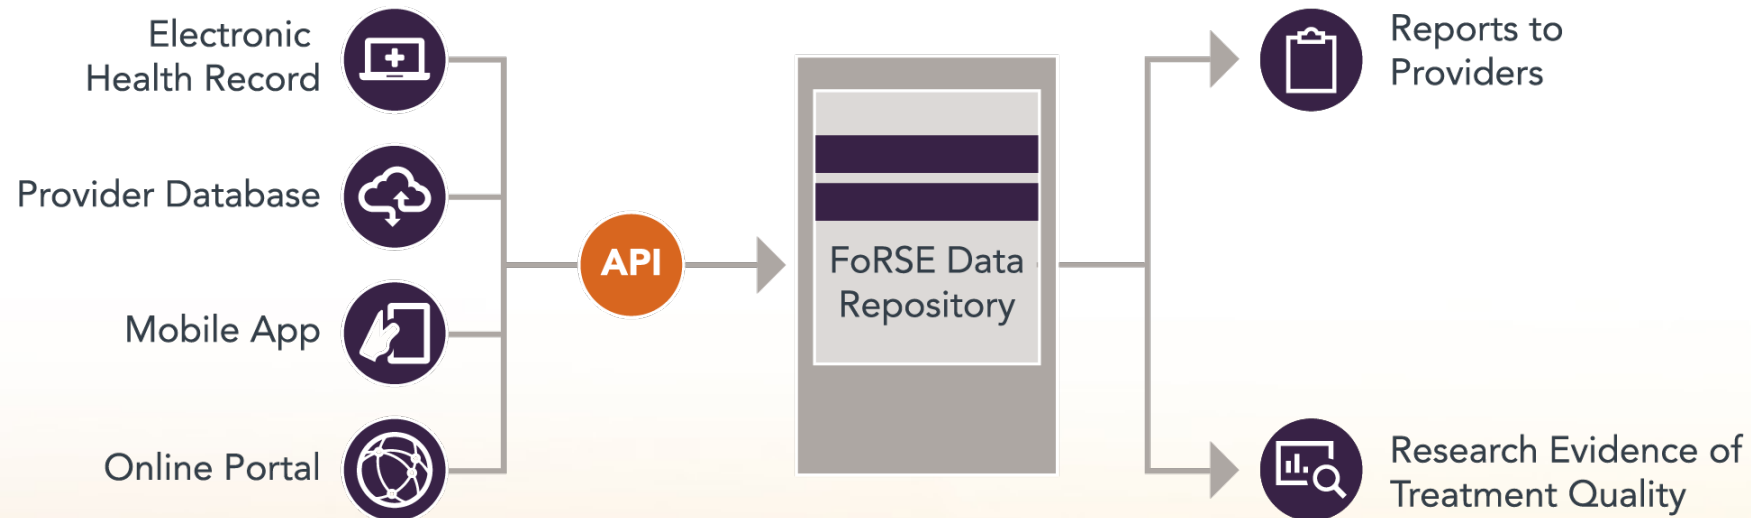 Electronic
Health Record
Provider Database
Mobile App
Online Portal
API
FoRSE Data
Repository
Reports to
Providers
Research Evidence of
Treatment Quality